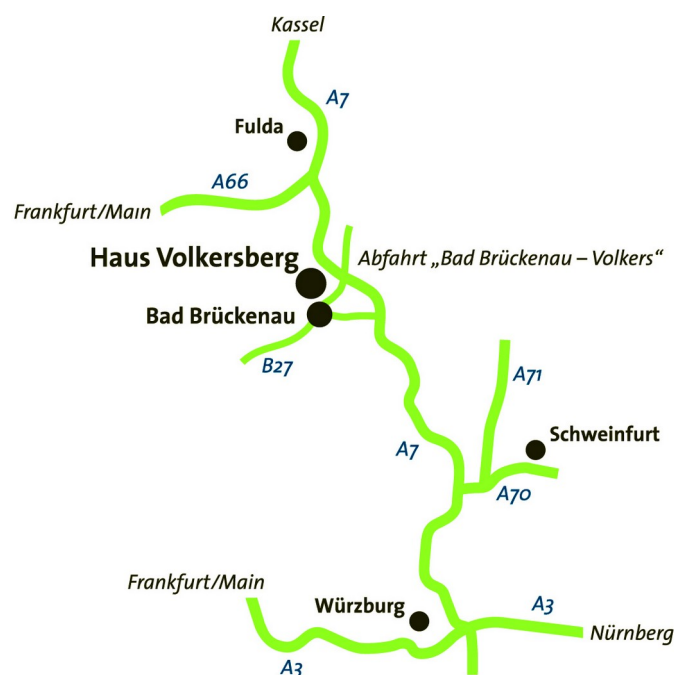 Kassel
A7
Fulda
A66
Frankfurt/Main
Haus Volkersberg
Abfahrt „Bad Brückenau – Volkers“
Bad Brückenau
B27
A71
Schweinfurt
A7
A70
Frankfurt/Main
Würzburg
A3
Nürnberg
A3